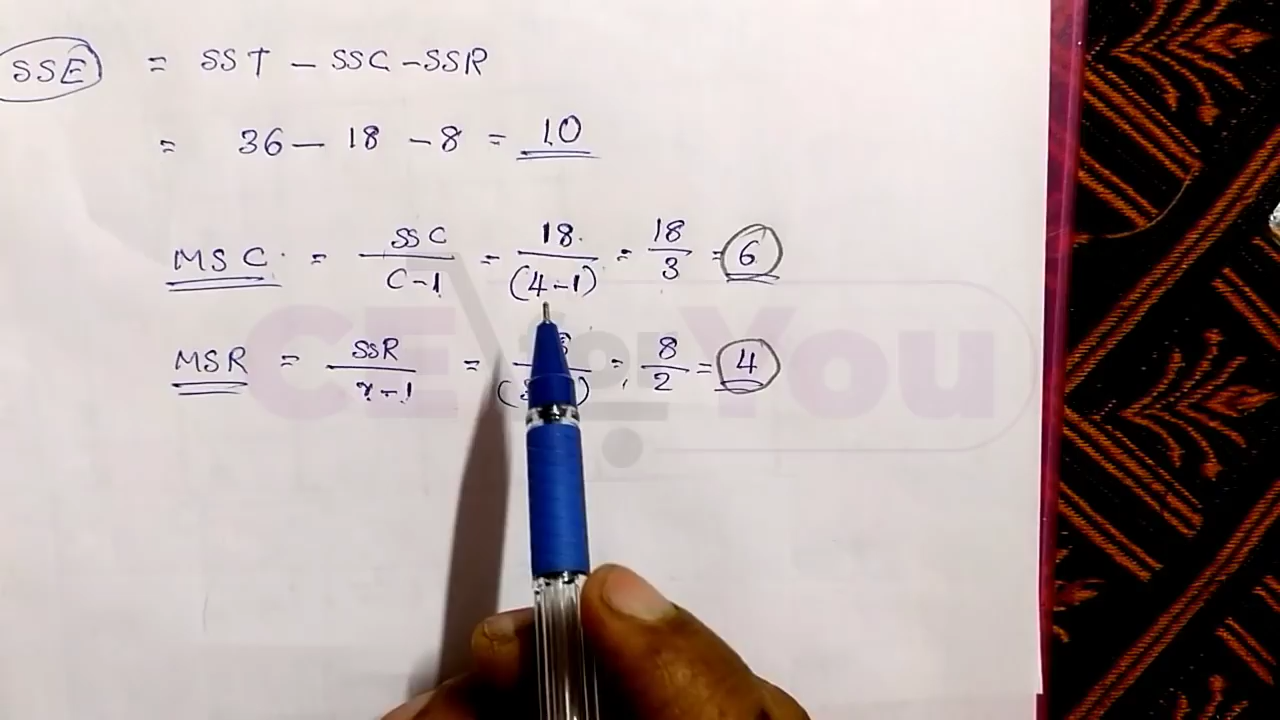 SSE = SST - SSC - SSR
= 36 - 18 - 8 = 10
MSC = SSC / C-1 = 18 / (4-1) = 18 / 3 = 6
MSR = SSR / r-1 = = 8 / 2 = 4
CE for You